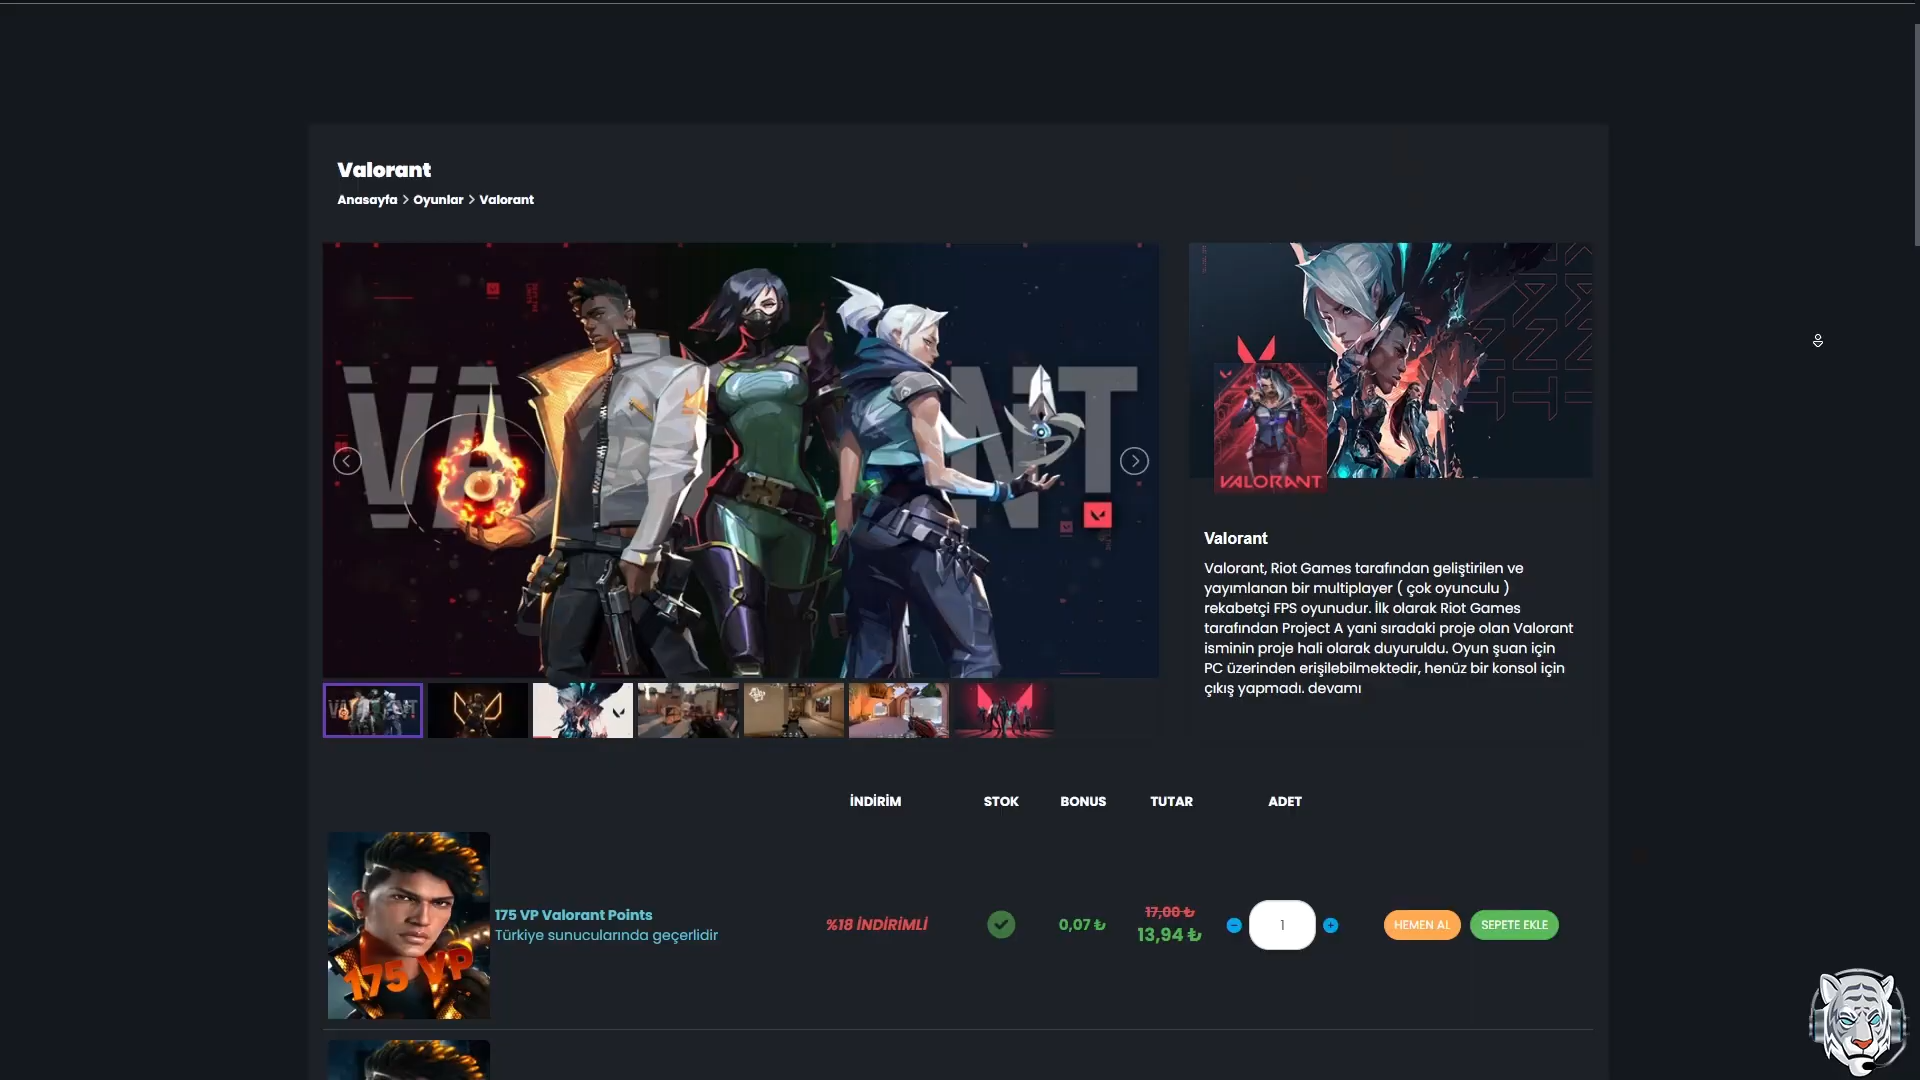 Valorant
Anasayfa > Oyunlar > Valorant
VALORANT
Valorant
Valorant, Riot Games tarafından geliştirilen ve
yayımlanan bir multiplayer ( çok oyunculu )
rekabetçi FPS oyunudur. İlk olarak Riot Games
tarafından Project A yani sıradaki proje olan Valorant
isminin proje hali olarak duyuruldu. Oyun şuan için
PC üzerinden erişilebilmektedir, henüz bir konsol için
çıkış yapmadı. devamı
İNDİRİM STOK BONUS TUTAR ADET
175 VP
175 VP Valorant Points
Türkiye sunucularında geçerlidir
%18 İNDİRİMLİ
0,07 ₺
17,00 ₺
13,94 ₺
1
HEMEN AL
SEPETE EKLE